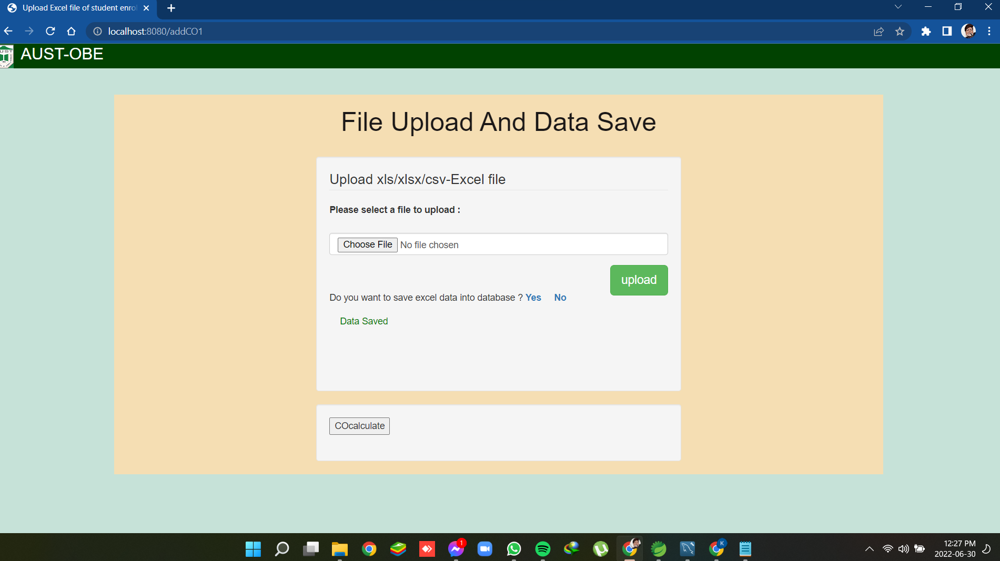 Upload Excel file of student enrol
localhost:8080/addCO1
AUST-OBE
File Upload And Data Save
Upload xls/xlsx/csv-Excel file
Please select a file to upload :
Choose File No file chosen
upload
Do you want to save excel data into database ? Yes No
Data Saved
COcalculate
1
K
12:27 PM
2022-06-30